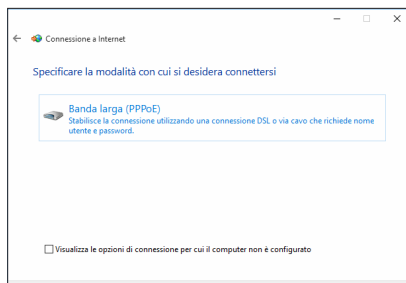 Connessione a Internet
Specificare la modalità con cui si desidera connettersi
Banda larga (PPPoE)
Stabilisce la connessione utilizzando una connessione DSL o via cavo che richiede nome
utente e password.
Visualizza le opzioni di connessione per cui il computer non è configurato